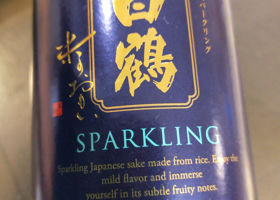 白鶴
パークリング
SPARKLING
Sparkling Japanese sake made from rice. Enjoy the
mild flavor and immerse
yourself in its subtle fruity notes.